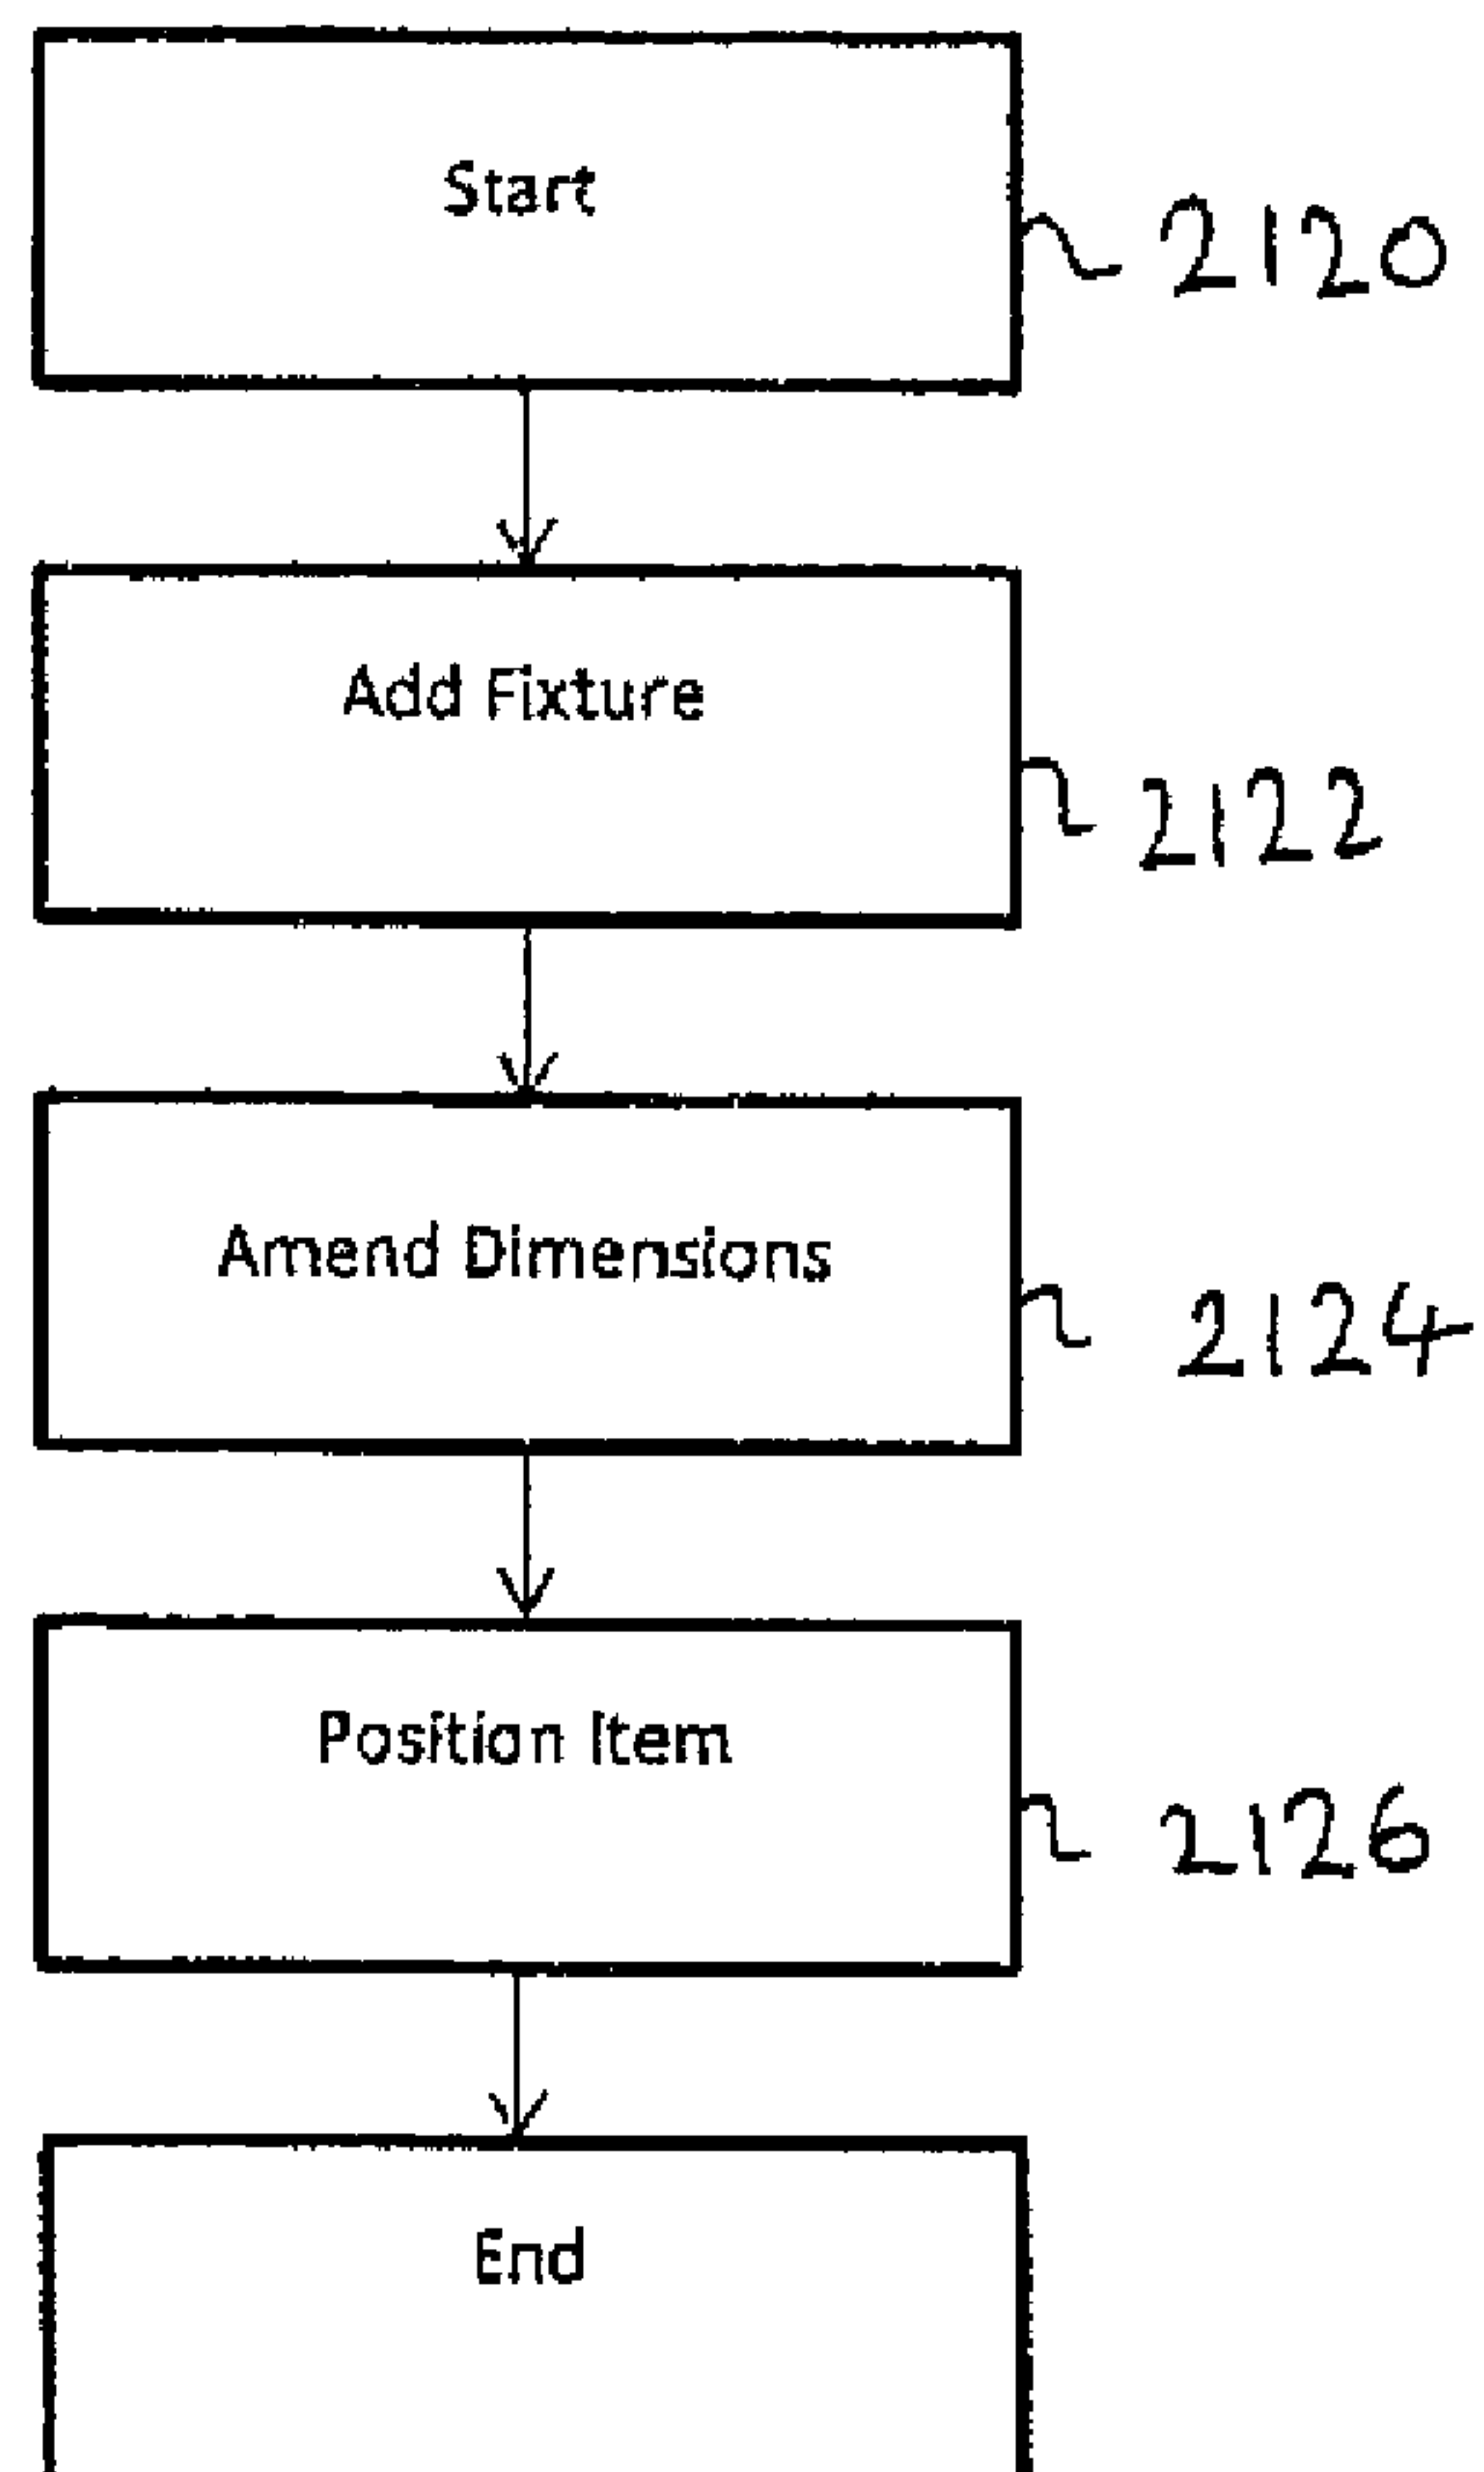 Start
2120
Add Fixture
2122
Amend Dimensions
2124
Position Item
2126
End